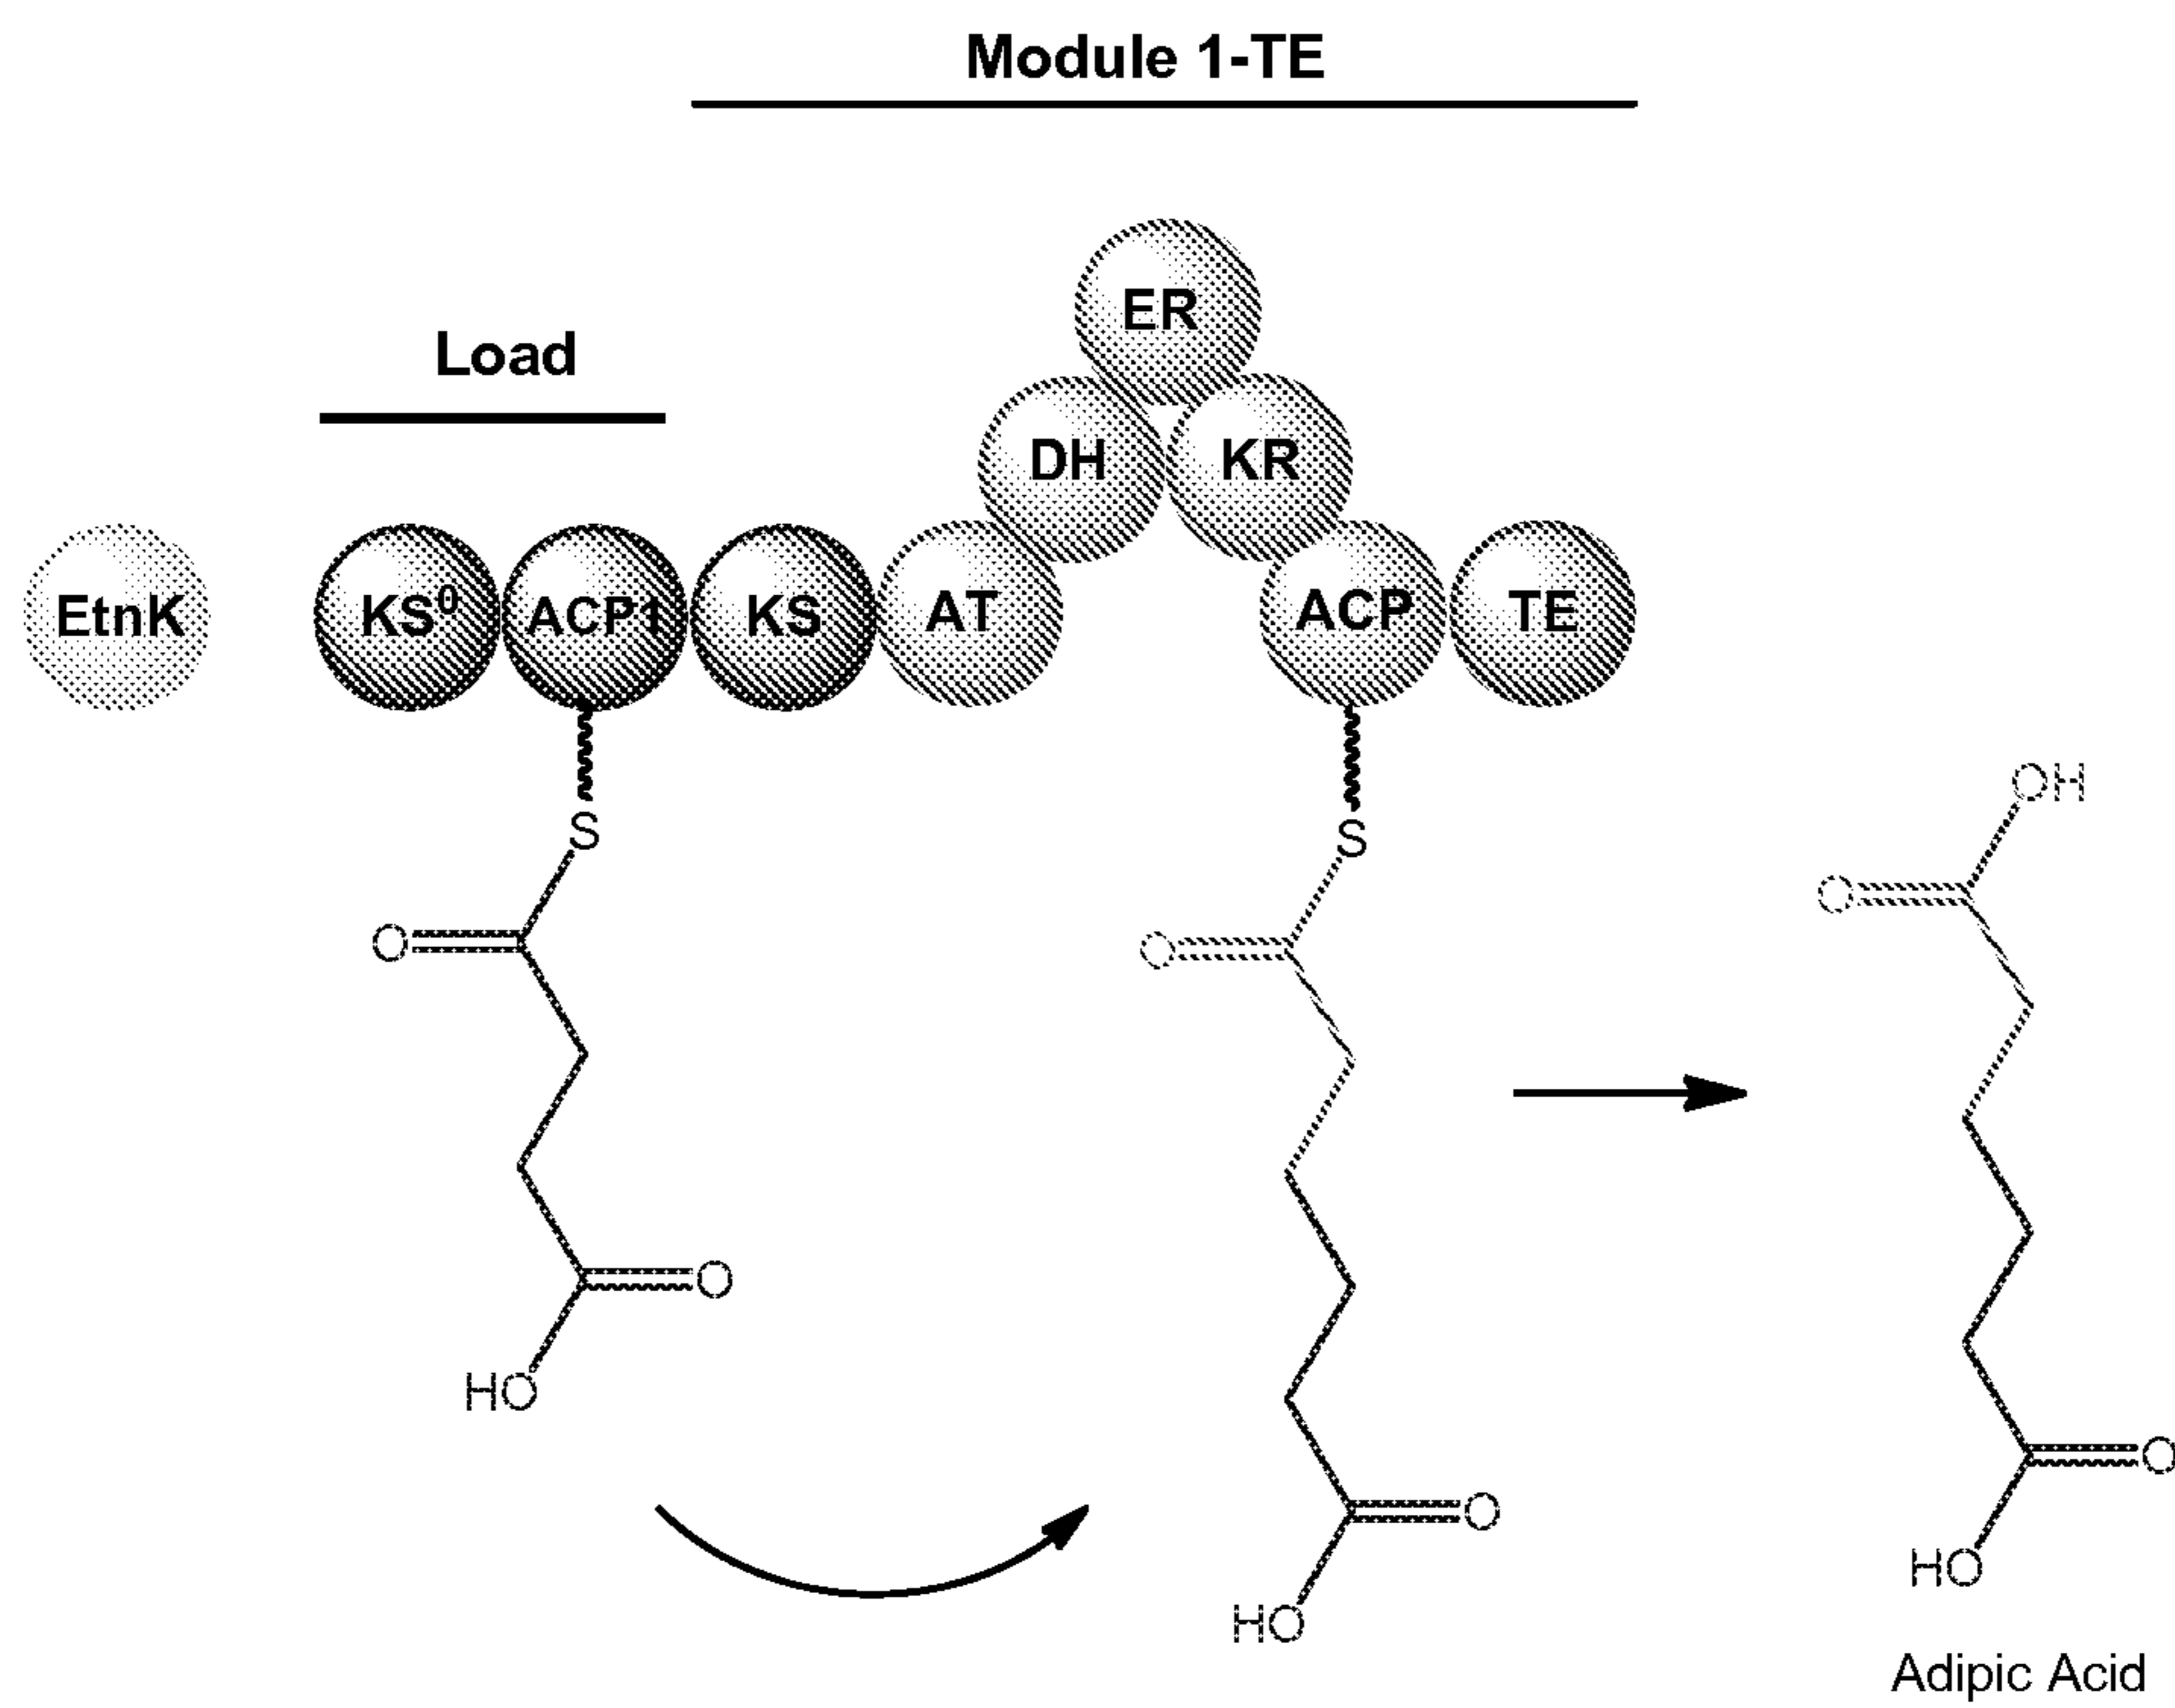 Module 1-TE
ER
Load
DH KR
EtnK KS⁰ ACP1 KS AT ACP TE
S S
OH
O O O
O
HO
O
O
HO
HO
Adipic Acid